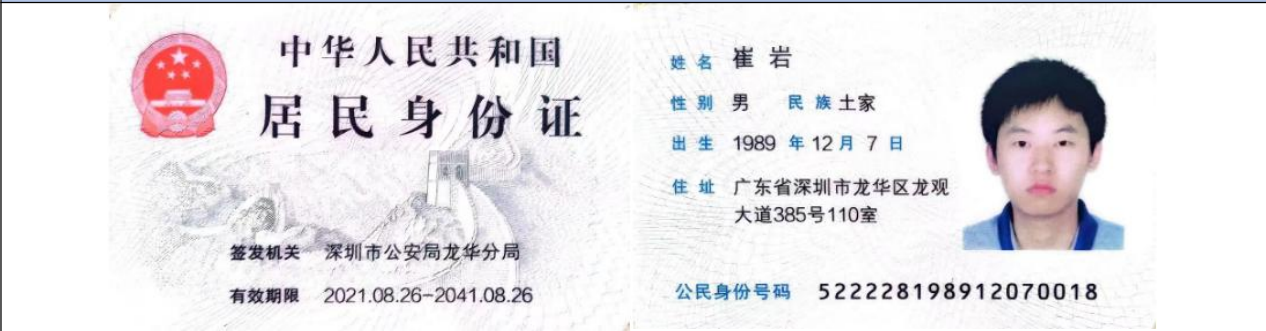 中华人民共和国
居民身份证
签发机关 深圳市公安局龙华分局
有效期限 2021.08.26-2041.08.26
姓名 崔岩
性别 男 民族 土家
出生 1989 年 12 月 7 日
住址 广东省深圳市龙华区龙观
大道385号110室
公民身份号码 522228198912070018